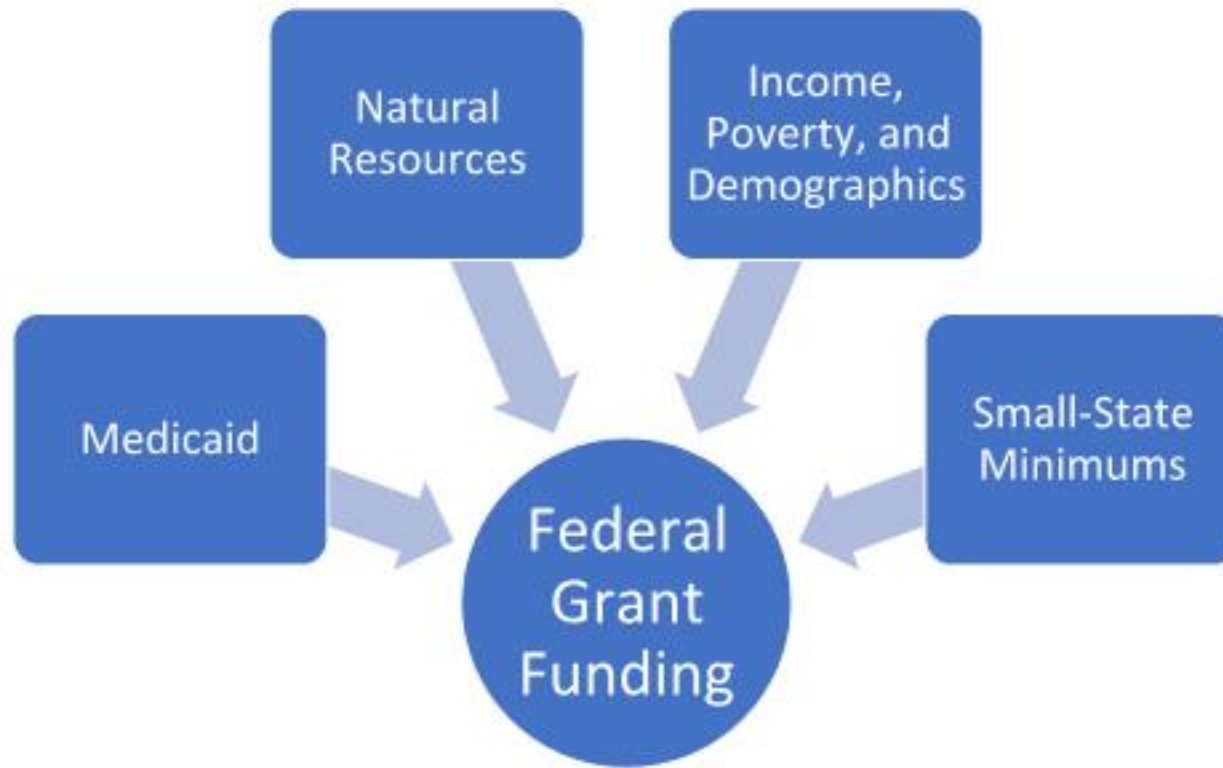 Natural
Resources
Income,
Poverty, and
Demographics
Medicaid
Small-State
Minimums
Federal
Grant
Funding